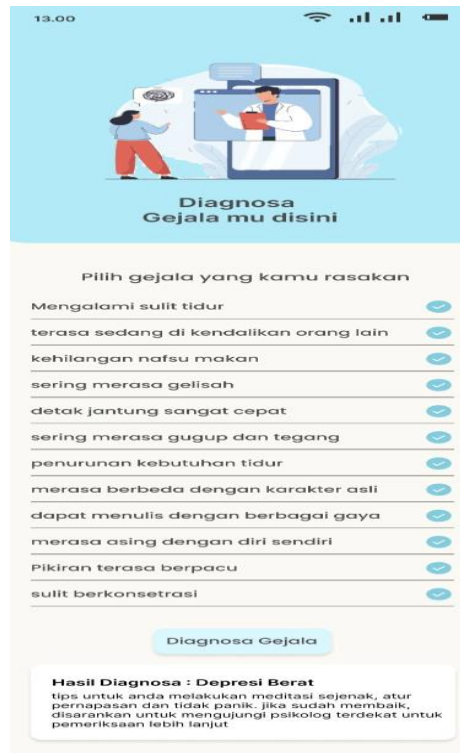 13.00
Diagnosa
Gejala mu disini
Pilih gejala yang kamu rasakan
Mengalami sulit tidur
terasa sedang di kendalikan orang lain
kehilangan nafsu makan
sering merasa gelisah
detak jantung sangat cepat
sering merasa gugup dan tegang
penurunan kebutuhan tidur
merasa berbeda dengan karakter asli
dapat menulis dengan berbagai gaya
merasa asing dengan diri sendiri
Pikiran terasa berpacu
sulit berkonsetrasi
Diagnosa Gejala
Hasil Diagnosa : Depresi Berat
tips untuk anda melakukan meditasi sejenak, atur
pernapasan dan tidak panik. jika sudah membaik,
disarankan untuk mengujungi psikolog terdekat untuk
pemeriksaan lebih lanjut